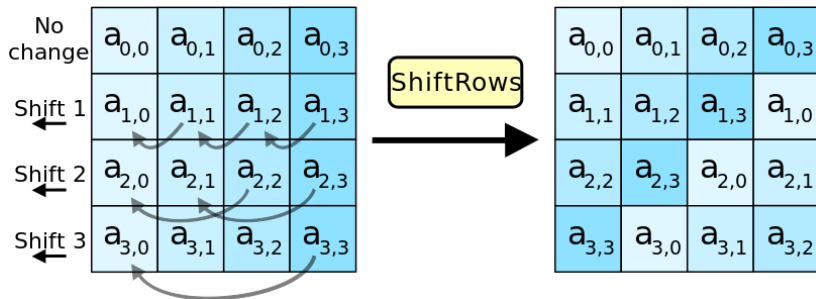 No change a0,0 a0,1 a0,2 a0,3
Shift 1 a1,0 a1,1 a1,2 a1,3
Shift 2 a2,0 a2,1 a2,2 a2,3
Shift 3 a3,0 a3,1 a3,2 a3,3
ShiftRows
a0,0 a0,1 a0,2 a0,3
a1,1 a1,2 a1,3 a1,0
a2,2 a2,3 a2,0 a2,1
a3,3 a3,0 a3,1 a3,2